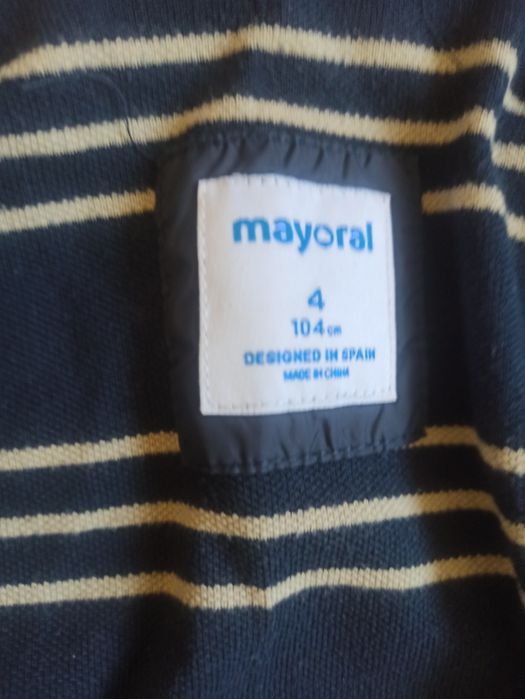 mayoral
4
104cm
DESIGNED IN SPAIN
MADE IN CHINA